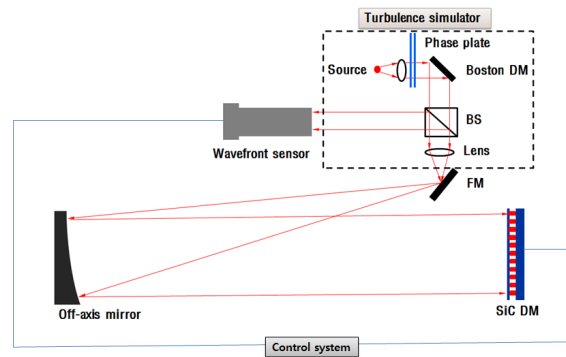 Turbulence simulator
Phase plate
Source
Boston DM
BS
Wavefront sensor
Lens
FM
Off-axis mirror
SiC DM
Control system